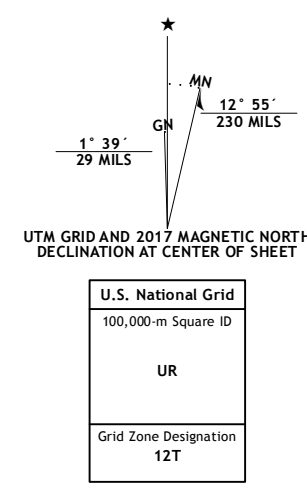 ★
MN
GN
12° 55´
230 MILS
1° 39´
29 MILS
UTM GRID AND 2017 MAGNETIC NORTH
DECLINATION AT CENTER OF SHEET
U.S. National Grid
100,000-m Square ID
UR
Grid Zone Designation
12T